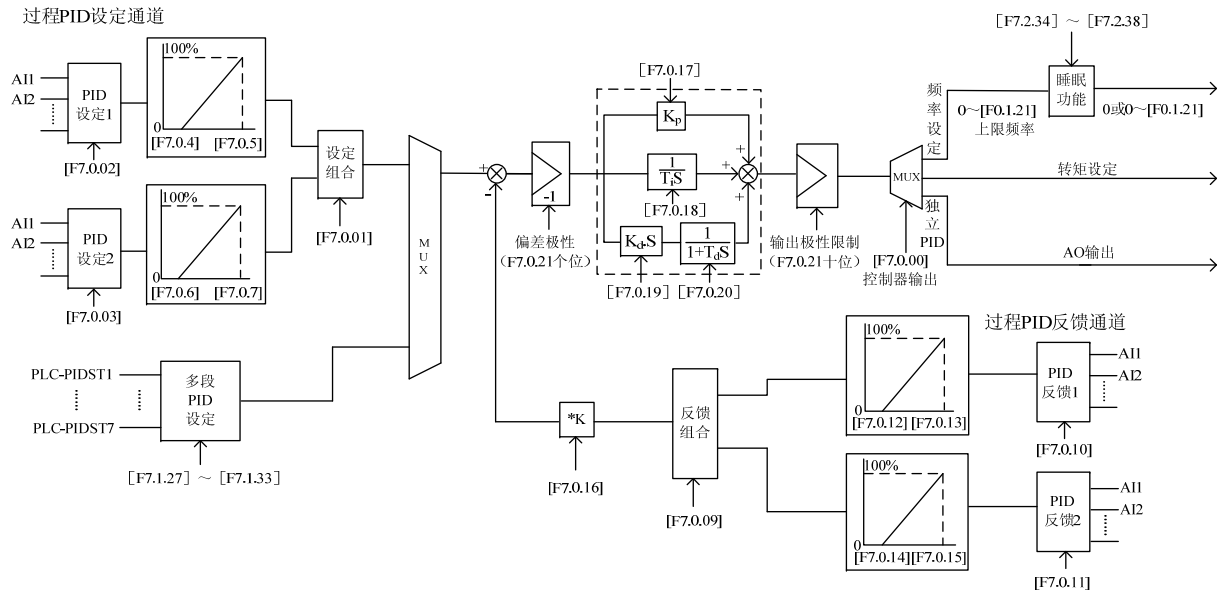 过程PID设定通道
AI1
AI2
PID
设定1
[F7.0.02]
100%
0
[F7.0.4]
[F7.0.5]
AI1
AI2
PID
设定2
[F7.0.03]
100%
0
[F7.0.6]
[F7.0.7]
设定
组合
[F7.0.01]
PLC-PIDST1
PLC-PIDST7
多段
PID
设定
[F7.1.27] ～ [F7.1.33]
MUX
+
-
-1
偏差极性
（F7.0.21个位）
[F7.0.17]
Kp
1
TiS
[F7.0.18]
Kd.S
[F7.0.19]
1
1+TdS
[F7.0.20]
+
+
+
输出极性限制
（F7.0.21十位）
MUX
[F7.0.00]
控制器输出
频率设定
0～[F0.1.21]
上限频率
[F7.2.34] ～ [F7.2.38]
睡眠
功能
0或0～[F0.1.21]
转矩设定
独立PID
AO输出
过程PID反馈通道
*K
[F7.0.16]
反馈
组合
[F7.0.09]
100%
0
[F7.0.12]
[F7.0.13]
PID
反馈1
AI1
AI2
[F7.0.10]
100%
0
[F7.0.14]
[F7.0.15]
PID
反馈2
AI1
AI2
[F7.0.11]